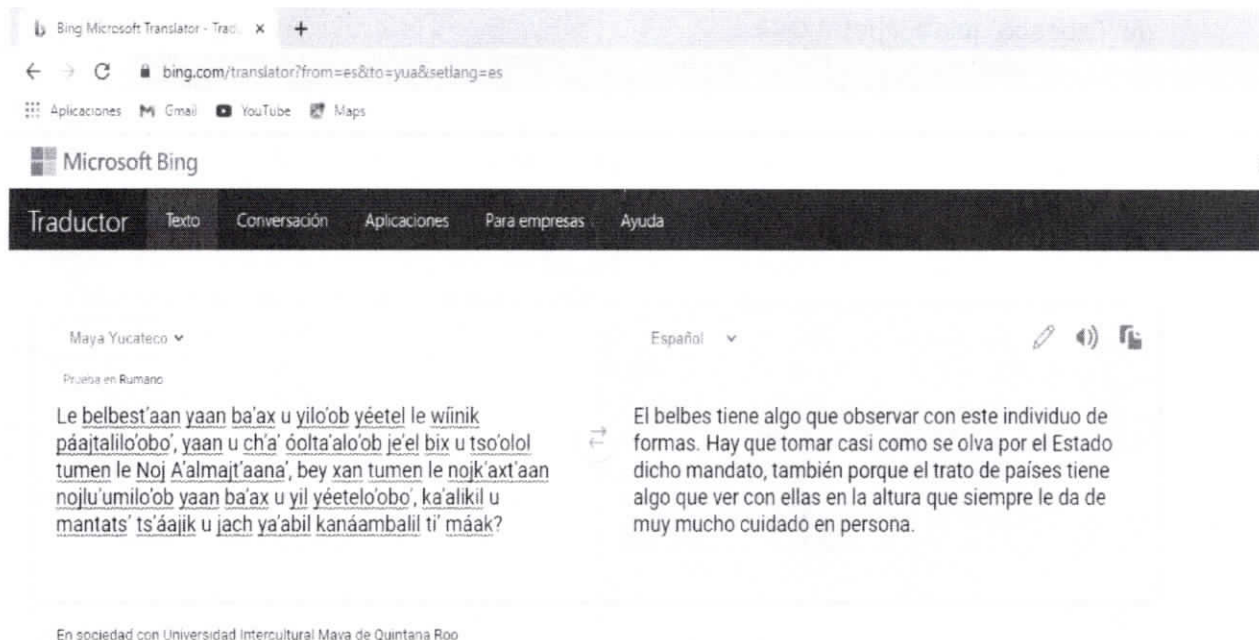 Bing Microsoft Translator - Trad
bing.com/translator?from=es&to=yua&setlang=es
Aplicaciones Gmail YouTube Maps
Microsoft Bing
Traductor Texto Conversación Aplicaciones Para empresas Ayuda
Maya Yucateco
Español
Prueba en Rumano
Le belbest'aan yaan ba'ax u yilo'ob yéetel le wíinik
páajtalilo'obo', yaan u ch'a' óolta'alo'ob je'el bix u tso'olol
tumen le Noj A'almajt'aana', bey xan tumen le nojk'axt'aan
nojlu'umilo'ob yaan ba'ax u yil yéetelo'obo', ka'alikil u
mantats' ts'áajik u jach ya'abil kanáambalil ti' máak?
El belbes tiene algo que observar con este individuo de
formas. Hay que tomar casi como se olva por el Estado
dicho mandato, también porque el trato de países tiene
algo que ver con ellas en la altura que siempre le da de
muy mucho cuidado en persona.
En sociedad con Universidad Intercultural Maya de Quintana Roo